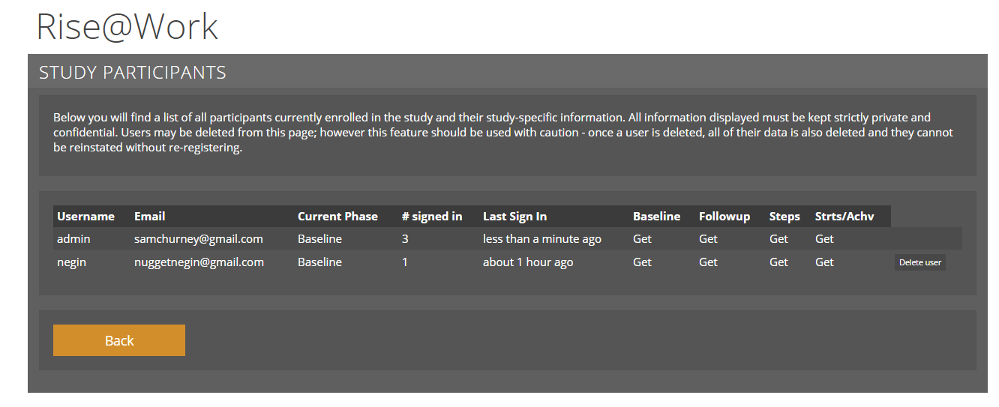 Rise@Work
STUDY PARTICIPANTS
Below you will find a list of all participants currently enrolled in the study and their study-specific information. All information displayed must be kept strictly private and
confidential. Users may be deleted from this page; however this feature should be used with caution - once a user is deleted, all of their data is also deleted and they cannot
be reinstated without re-registering.
Username Email Current Phase # signed in Last Sign In Baseline Followup Steps Strts/Achv
admin samchurney@gmail.com Baseline 3 less than a minute ago Get Get Get Get
negin nuggetnegin@gmail.com Baseline 1 about 1 hour ago Get Get Get Get Delete user
Back